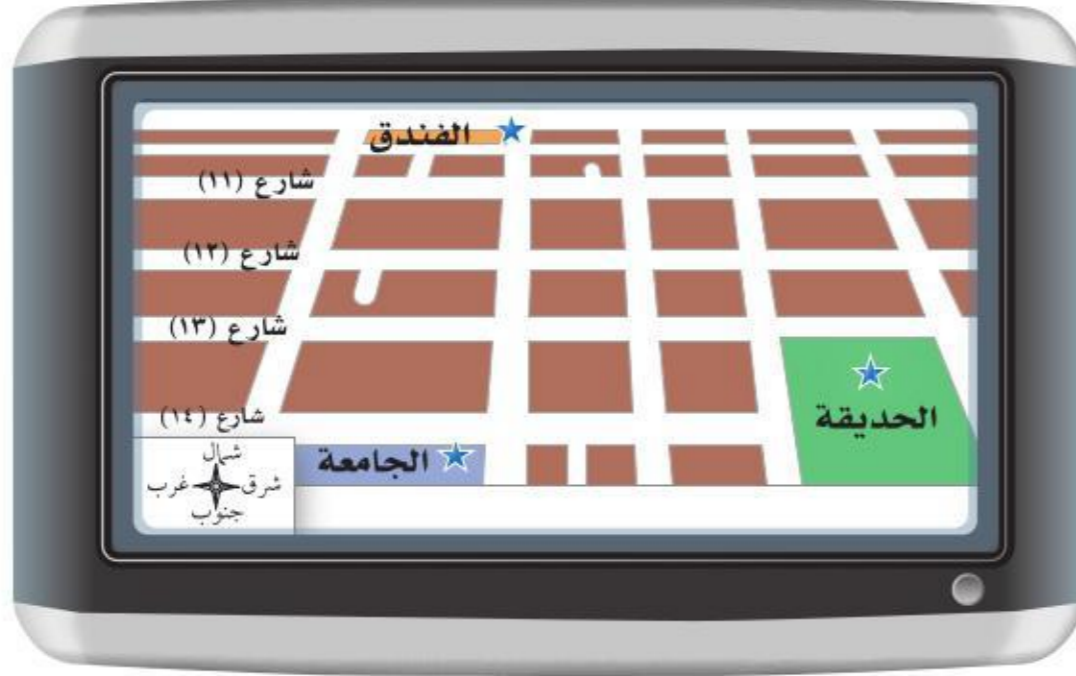 الفندق
شارع (١١)
شارع (١٢)
شارع (١٣)
الحديقة
شارع (١٤)
الجامعة
شمال
شرق غرب
جنوب